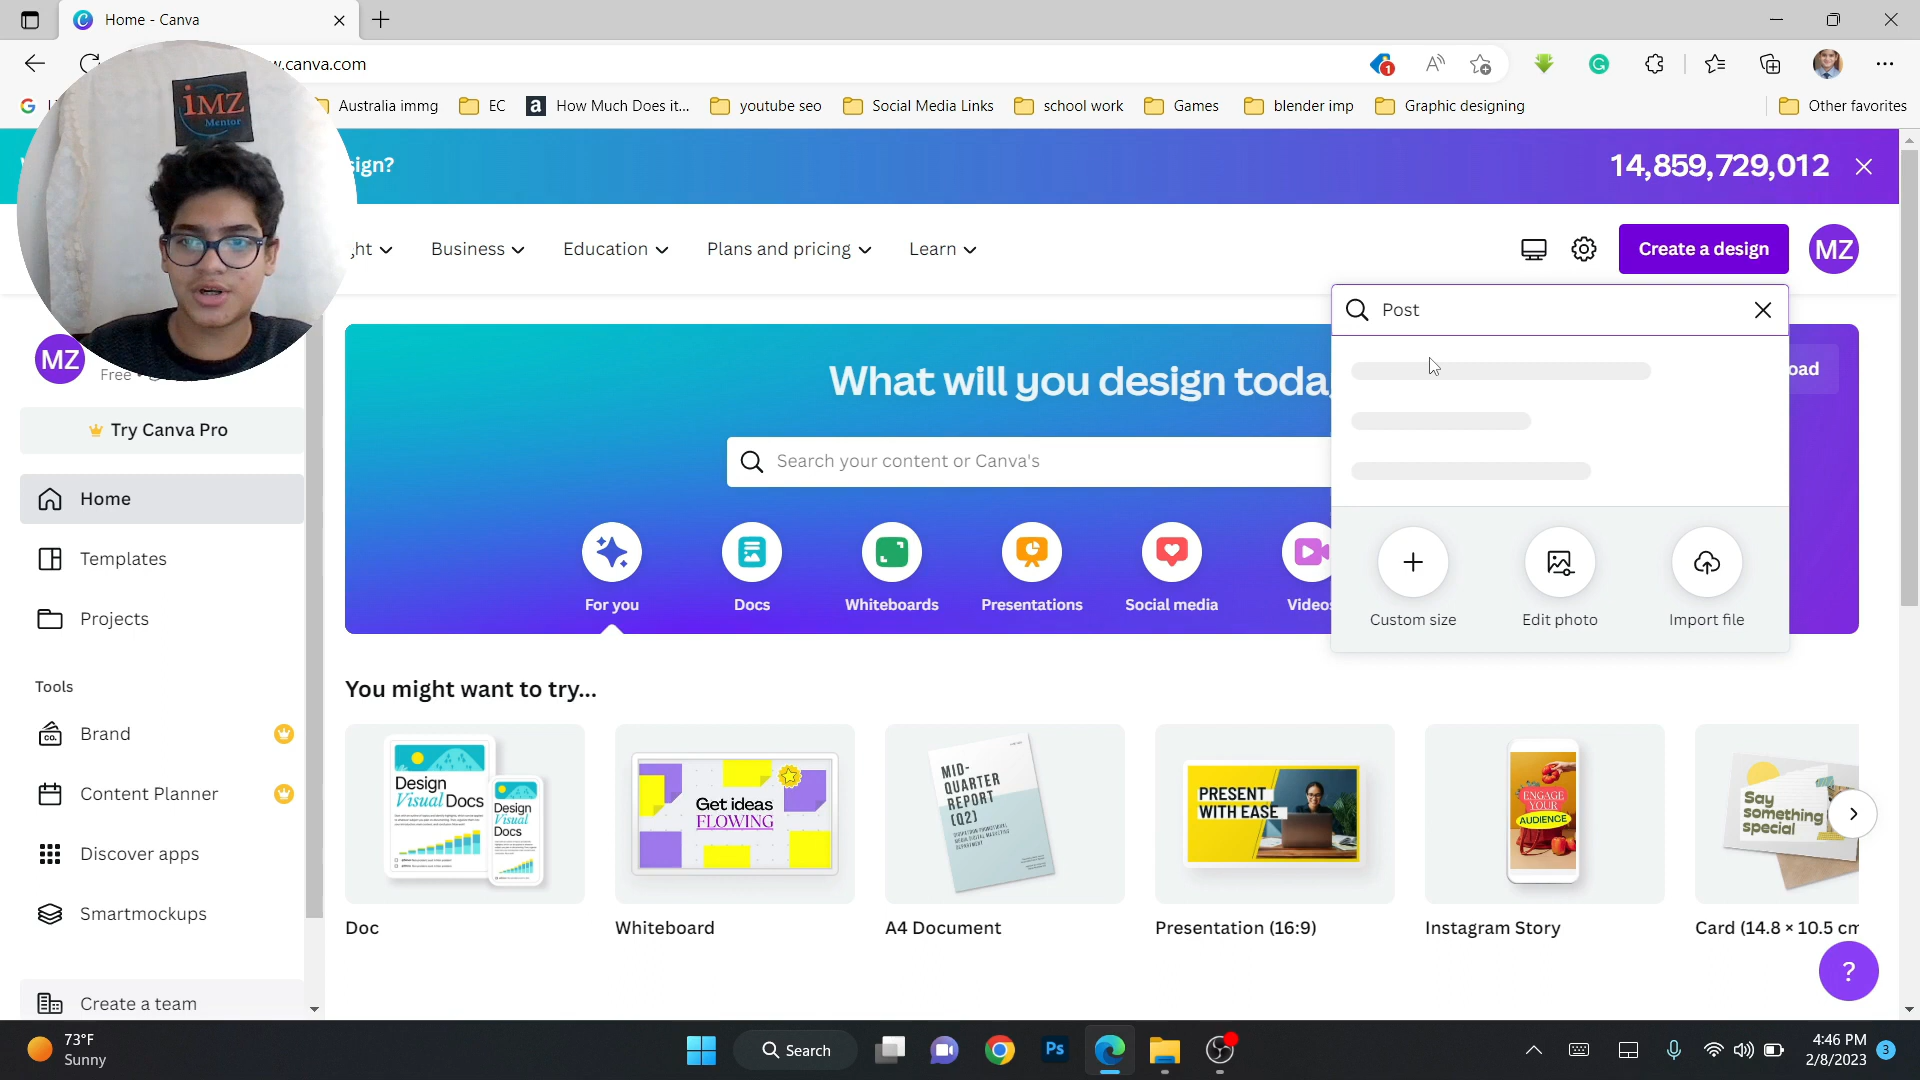 Home - Canva
w.canva.com
1
Australia immg
EC
How Much Does it...
youtube seo
Social Media Links
school work
Games
blender imp
Graphic designing
Other favorites
iMZ
Mentor
sign?
14,859,729,012
Business
Education
Plans and pricing
Learn
Create a design
MZ
Post
MZ
Free
Try Canva Pro
Home
Templates
Projects
Tools
Brand
Content Planner
Discover apps
Smartmockups
Create a team
What will you design toda
oad
Search your content or Canva's
For you
Docs
Whiteboards
Presentations
Social media
Videos
Custom size
Edit photo
Import file
You might want to try...
Design
Visual Docs
Design
Visual
Docs
Get ideas
FLOWING
MID-
QUARTER
REPORT
(Q2)
PRESENT
WITH EASE
ENGAGE
YOUR
AUDIENCE
Say
something
special
CO.
Doc
Whiteboard
A4 Document
Presentation (16:9)
Instagram Story
Card (14.8 × 10.5 cm
?
73°F
Sunny
Search
Ps
4:46 PM
2/8/2023
3